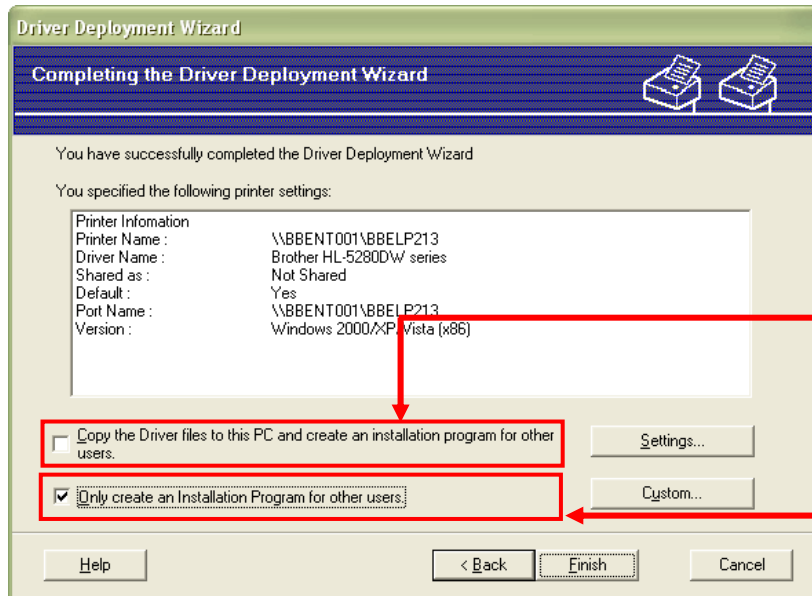 Driver Deployment Wizard
Completing the Driver Deployment Wizard
You have successfully completed the Driver Deployment Wizard
You specified the following printer settings:
Printer Infomation
Printer Name : \\BBENT001\BBELP213
Driver Name : Brother HL-5280DW series
Shared as : Not Shared
Default : Yes
Port Name : \\BBENT001\BBELP213
Version : Windows 2000/XP/Vista (x86)
Copy the Driver files to this PC and create an installation program for other
users.
Settings...
Only create an Installation Program for other users.
Custom...
Help
< Back
Finish
Cancel